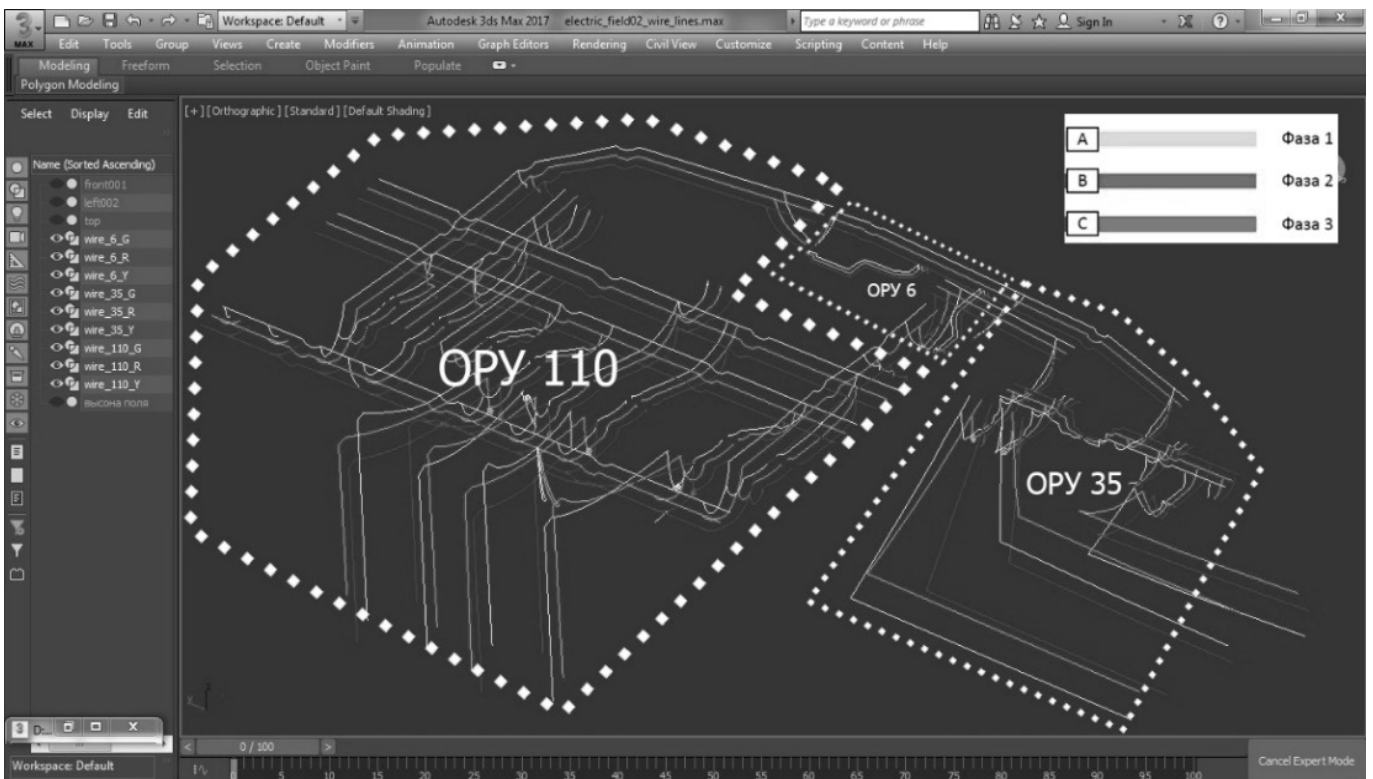 Workspace: Default
Autodesk 3ds Max 2017 electric_field02_wire_lines.max
Type a keyword or phrase
Sign In
MAX
Edit Tools Group Views Create Modifiers Animation Graph Editors Rendering Civil View Customize Scripting Content Help
Modeling Freeform Selection Object Paint Populate
Polygon Modeling
Select Display Edit
[+] [Orthographic] [Standard] [Default Shading]
Name (Sorted Ascending)
front001
left002
top
wire_6_G
wire_6_R
wire_6_Y
wire_35_G
wire_35_R
wire_35_Y
wire_110_G
wire_110_R
wire_110_Y
высона поля
A Фаза 1
B Фаза 2
C Фаза 3
ОРУ 6
ОРУ 110
ОРУ 35
3 D:...
0 / 100
Workspace: Default
0 5 10 15 20 25 30 35 40 45 50 55 60 65 70 75 80 85 90 95 100
Cancel Expert Mode